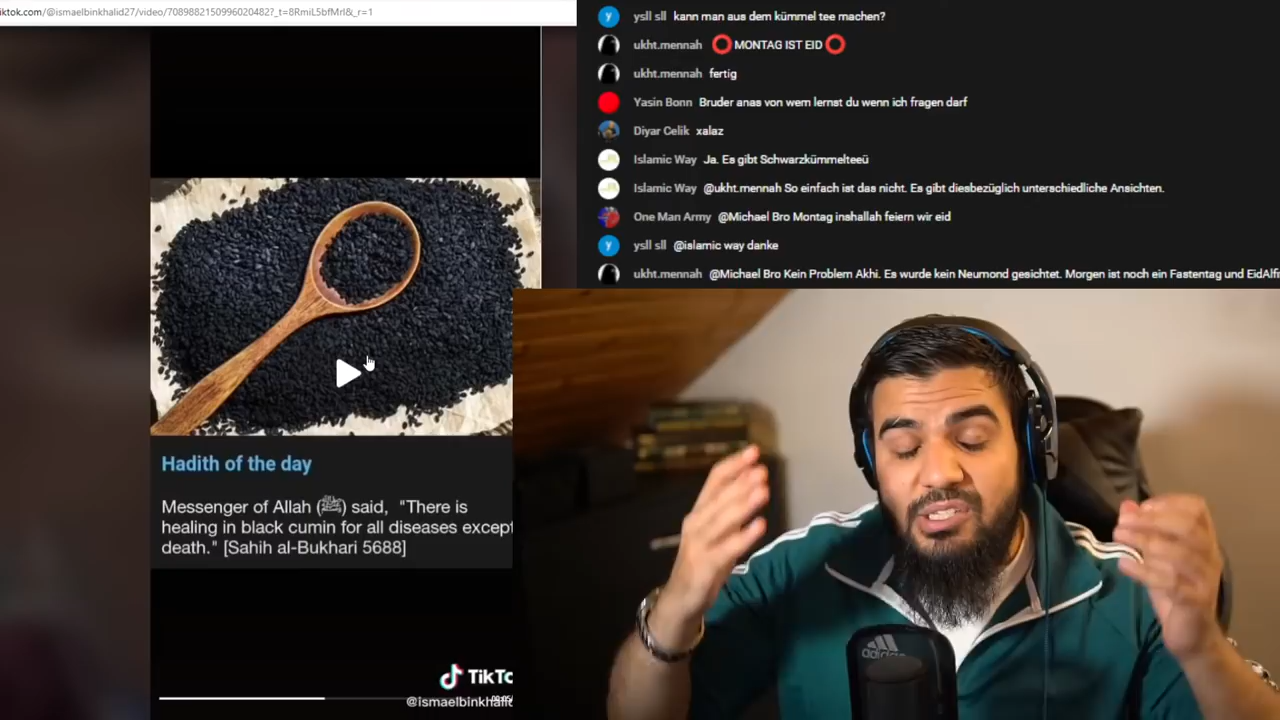 iktok.com/@ismaelbinkhalid27/video/7089882150996020482?_t=8RmiL5bfMrl&_r=1
ysll sll kann man aus dem kümmel tee machen?
ukht.mennah ⭕ MONTAG IST EID ⭕
ukht.mennah fertig
Yasin Bonn Bruder anas von wem lernst du wenn ich fragen darf
Diyar Celik xalaz
Islamic Way Ja. Es gibt Schwarzkümmelteeü
Islamic Way @ukht.mennah So einfach ist das nicht. Es gibt diesbezüglich unterschiedliche Ansichten.
One Man Army @Michael Bro Montag inshallah feiern wir eid
ysll sll @islamic way danke
ukht.mennah @Michael Bro Kein Problem Akhi. Es wurde kein Neumond gesichtet. Morgen ist noch ein Fastentag und EidAlf
Hadith of the day
Messenger of Allah (ﷺ) said, "There is
healing in black cumin for all diseases except
death." [Sahih al-Bukhari 5688]
TikTo
@ismaelbinkhalid
adidas